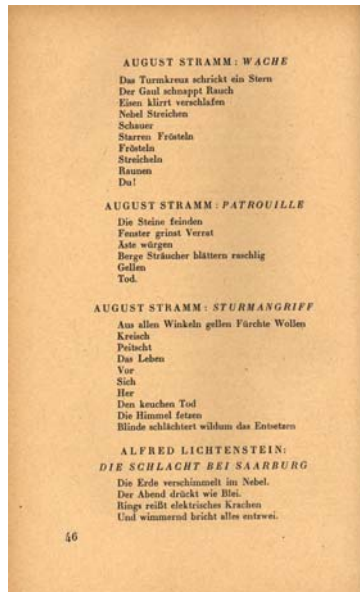 AUGUST STRAMM: WACHE
Das Turmkreuz schrickt ein Stern
Der Gaul schnappt Rauch
Eisen klirrt verschlafen
Nebel Streichen
Schauer
Starren Frösteln
Frösteln
Streicheln
Raunen
Du!
AUGUST STRAMM: PATROUILLE
Die Steine feinden
Fenster grinst Verrat
Äste würgen
Berge Sträucher blättern raschlig
Gellen
Tod.
AUGUST STRAMM: STURMANGRIFF
Aus allen Winkeln gellen Fürchte Wollen
Kreisch
Peitscht
Das Leben
Vor
Sich
Her
Den keuchen Tod
Die Himmel fetzen
Blinde schlächtert wildum das Entsetzen
ALFRED LICHTENSTEIN:
DIE SCHLACHT BEI SAARBURG
Die Erde verschimmelt im Nebel.
Der Abend drückt wie Blei.
Rings reißt elektrisches Krachen
Und wimmernd bricht alles entzwei.
46